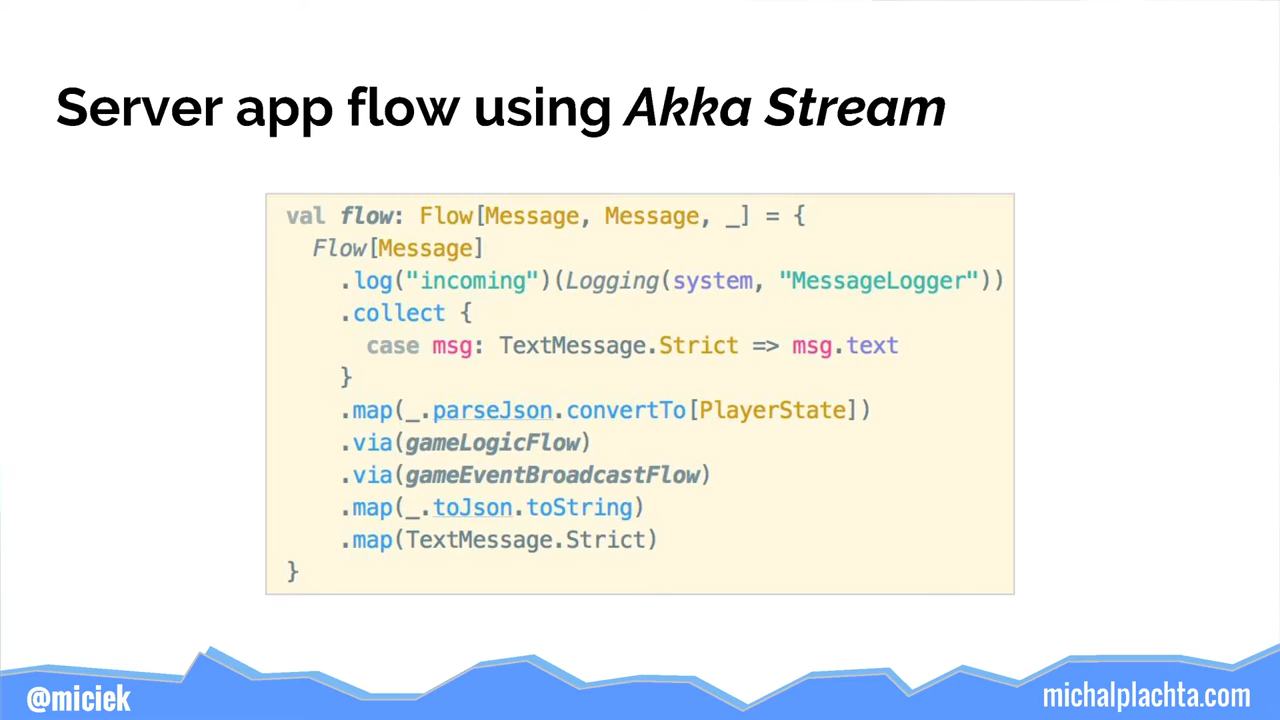 Server app flow using Akka Stream
val flow: Flow[Message, Message, _] = {
  Flow[Message]
    .log("incoming")(Logging(system, "MessageLogger"))
    .collect {
      case msg: TextMessage.Strict => msg.text
    }
    .map(_.parseJson.convertTo[PlayerState])
    .via(gameLogicFlow)
    .via(gameEventBroadcastFlow)
    .map(_.toJson.toString)
    .map(TextMessage.Strict)
}
@miciek
michalplachta.com